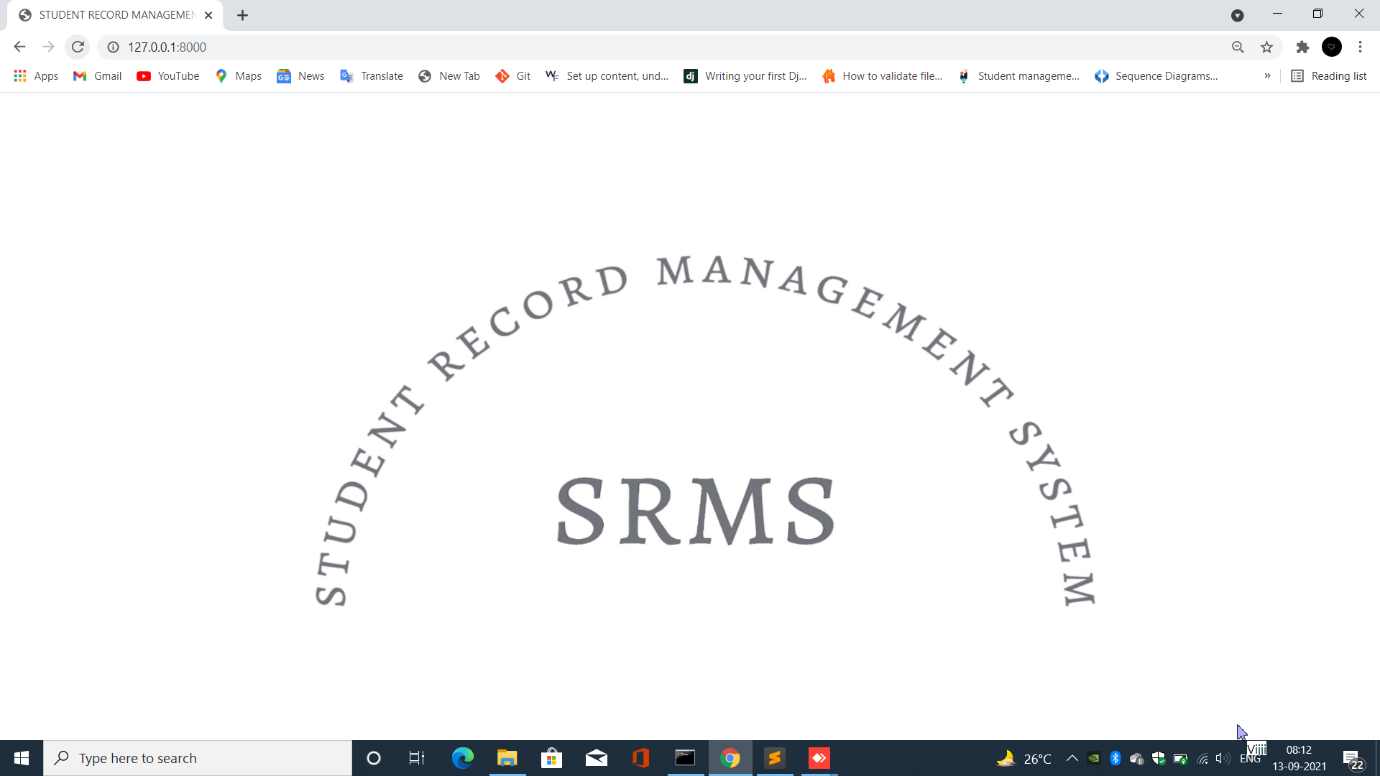 STUDENT RECORD MANAGEMEN
127.0.0.1:8000
Apps Gmail YouTube Maps News Translate New Tab Git Set up content, und... Writing your first Dj... How to validate file... Student manageme... Sequence Diagrams... » Reading list
STUDENT RECORD MANAGEMENT SYSTEM
SRMS
Type here to search
26°C
ENG
Viji
08:12
13-09-2021
22